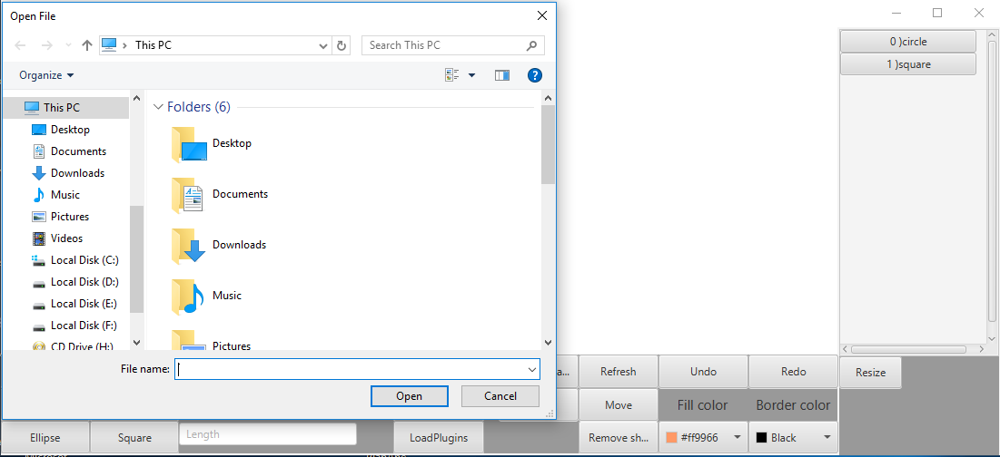 Open File
This PC
Search This PC
Organize
This PC
Desktop
Documents
Downloads
Music
Pictures
Videos
Local Disk (C:)
Local Disk (D:)
Local Disk (E:)
Local Disk (F:)
CD Drive (H:)
Folders (6)
Desktop
Documents
Downloads
Music
Pictures
File name:
Open
Cancel
0 )circle
1 )square
a...
Refresh
Undo
Redo
Resize
Move
Fill color
Border color
Ellipse
Square
Length
LoadPlugins
Remove sh...
#ff9966
Black